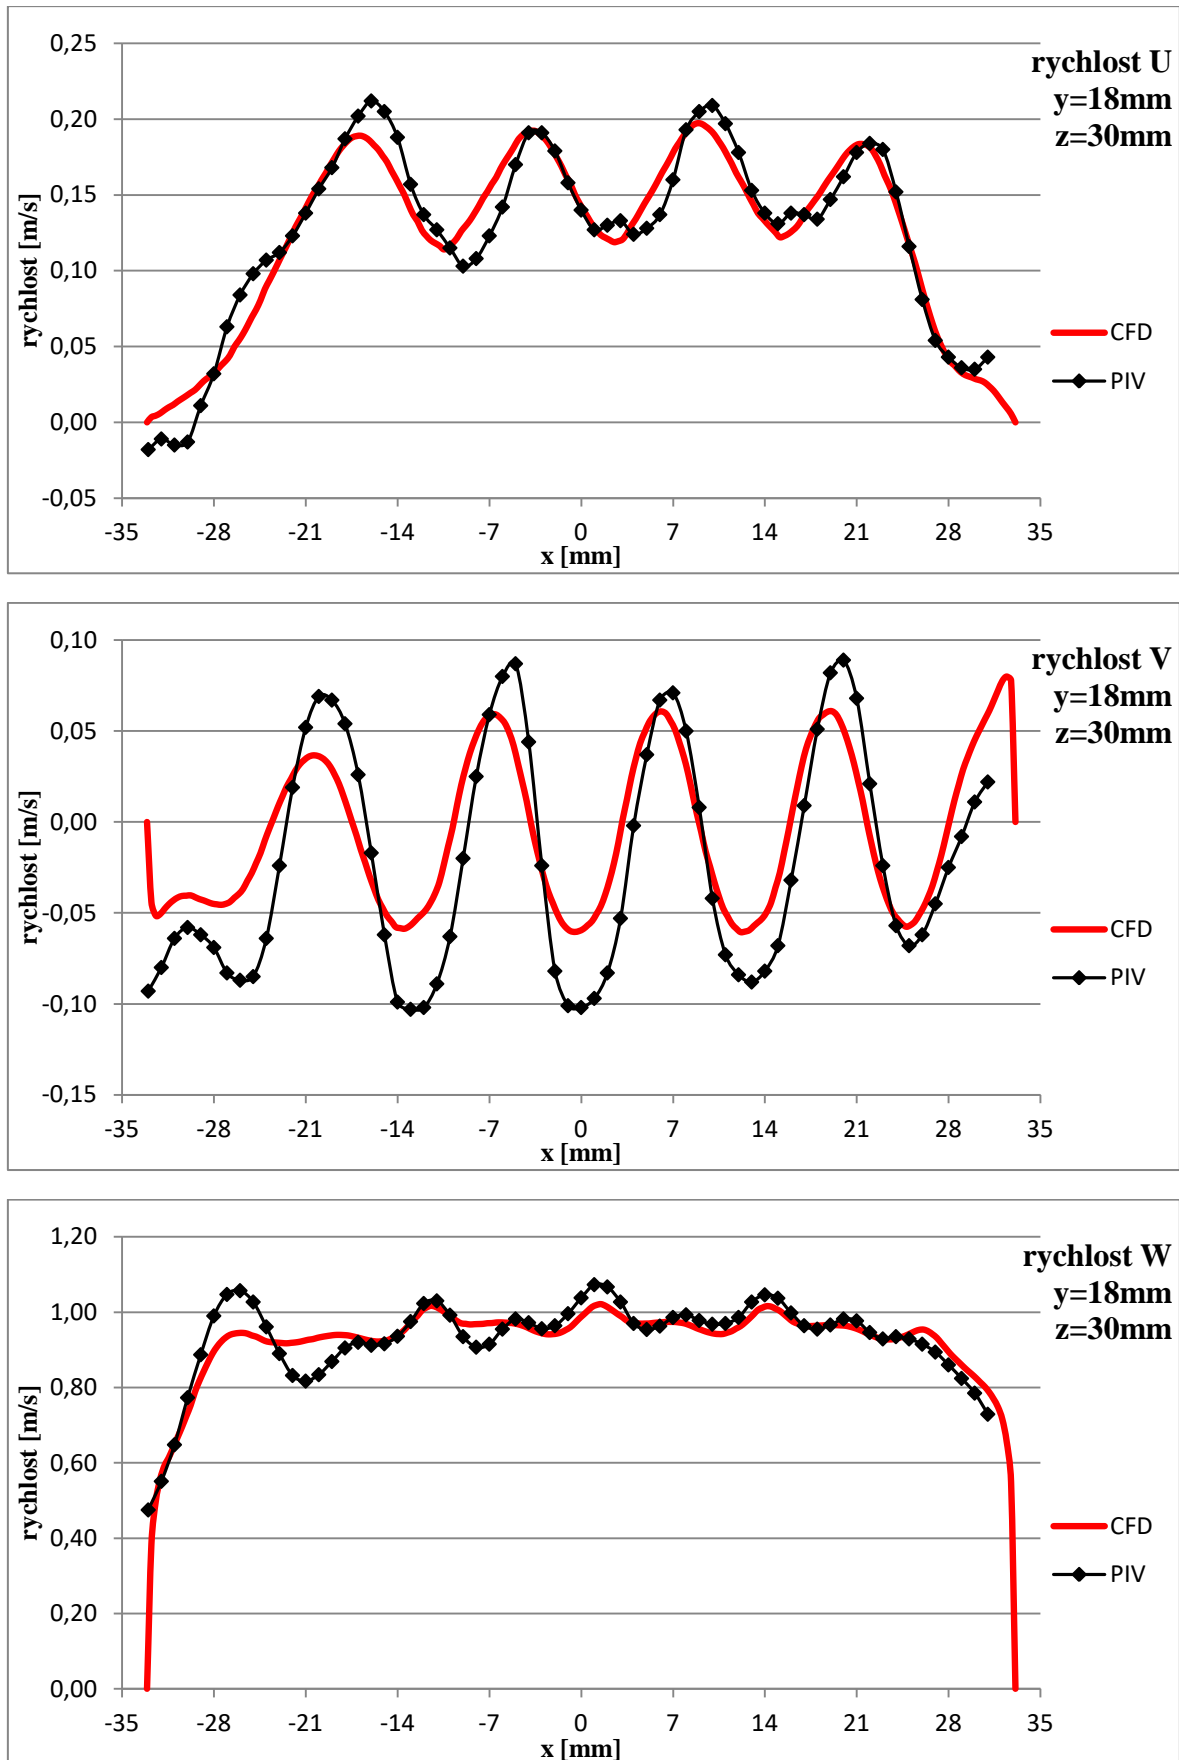 0,25
0,20
0,15
0,10
0,05
0,00
-0,05
rychlost [m/s]
-35 -28 -21 -14 -7 0 7 14 21 28 35
x [mm]
rychlost U
y=18mm
z=30mm
CFD
PIV
0,10
0,05
0,00
-0,05
-0,10
-0,15
rychlost [m/s]
-35 -28 -21 -14 -7 0 7 14 21 28 35
x [mm]
rychlost V
y=18mm
z=30mm
CFD
PIV
1,20
1,00
0,80
0,60
0,40
0,20
0,00
rychlost [m/s]
-35 -28 -21 -14 -7 0 7 14 21 28 35
x [mm]
rychlost W
y=18mm
z=30mm
CFD
PIV